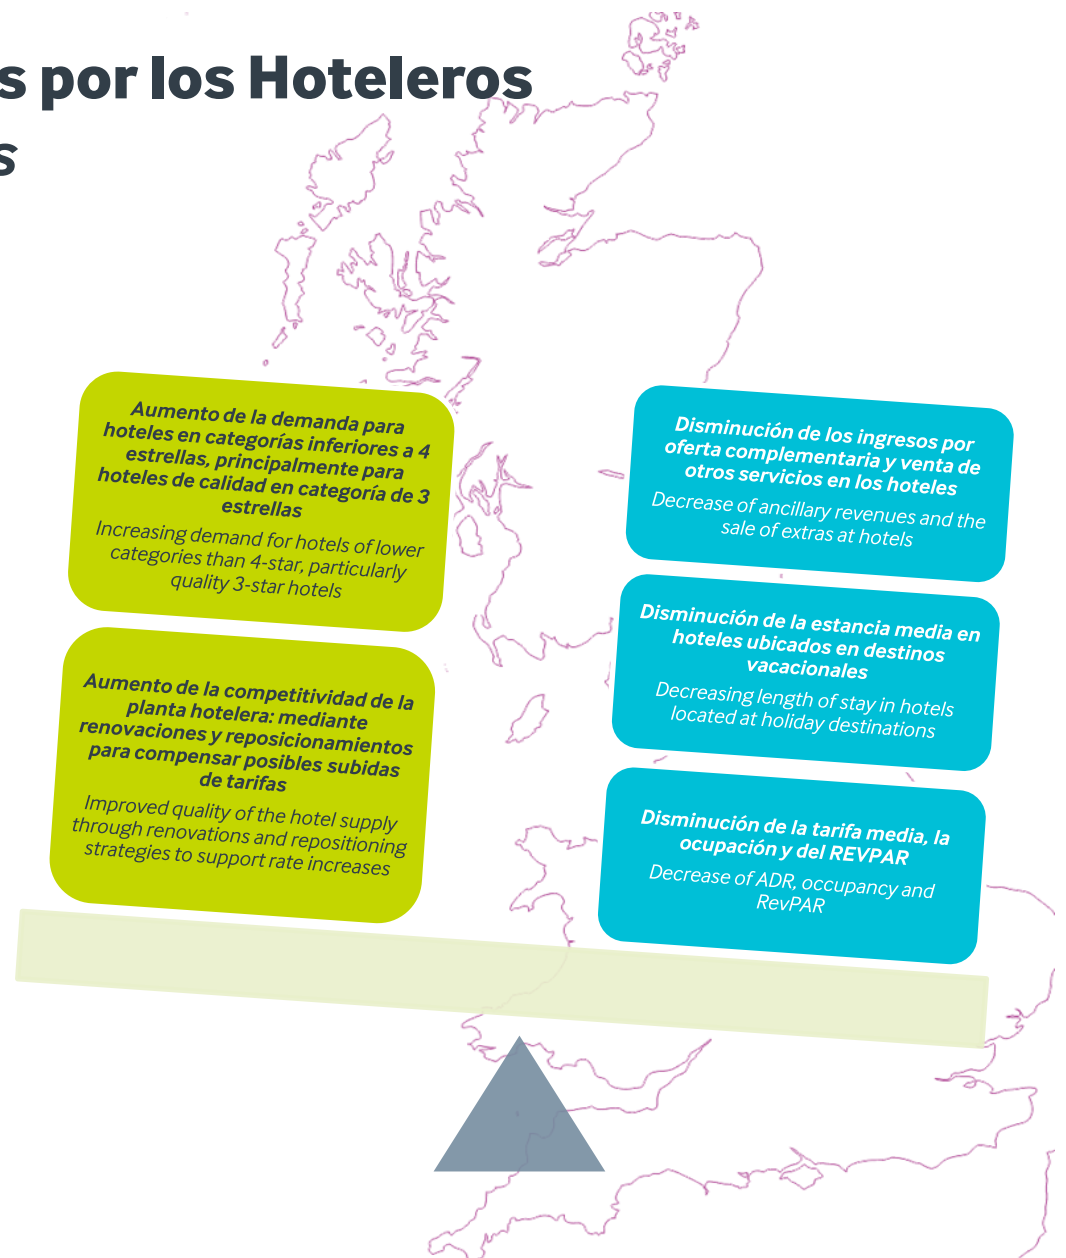 s por los Hoteleros
s
Aumento de la demanda para
hoteles en categorías inferiores a 4
estrellas, principalmente para
hoteles de calidad en categoría de 3
estrellas
Increasing demand for hotels of lower
categories than 4-star, particularly
quality 3-star hotels
Aumento de la competitividad de la
planta hotelera: mediante
renovaciones y reposicionamientos
para compensar posibles subidas
de tarifas
Improved quality of the hotel supply
through renovations and repositioning
strategies to support rate increases
Disminución de los ingresos por
oferta complementaria y venta de
otros servicios en los hoteles
Decrease of ancillary revenues and the
sale of extras at hotels
Disminución de la estancia media en
hoteles ubicados en destinos
vacacionales
Decreasing length of stay in hotels
located at holiday destinations
Disminución de la tarifa media, la
ocupación y del REVPAR
Decrease of ADR, occupancy and
RevPAR